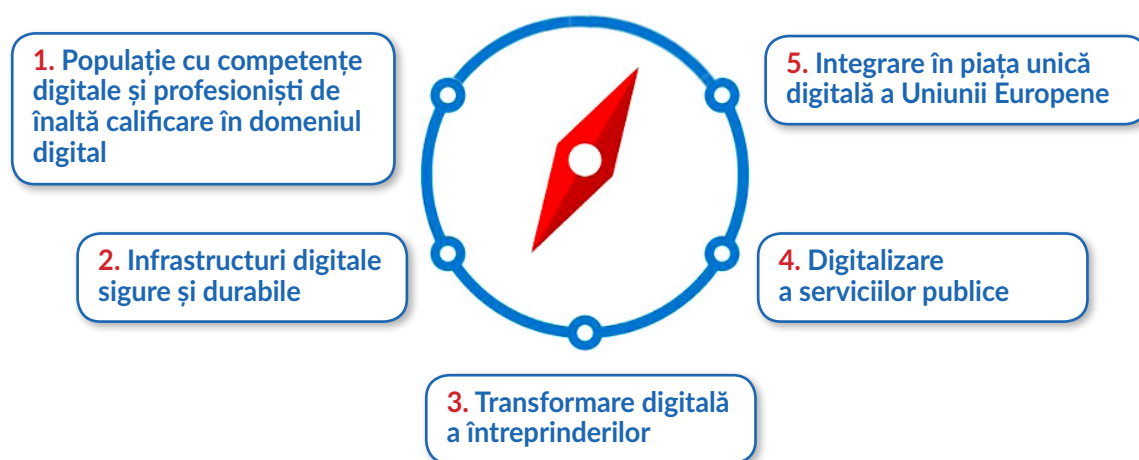 1. Populație cu competențe
digitale și profesioniști de
înaltă calificare în domeniul
digital
2. Infrastructuri digitale
sigure și durabile
3. Transformare digitală
a întreprinderilor
4. Digitalizare
a serviciilor publice
5. Integrare în piața unică
digitală a Uniunii Europene